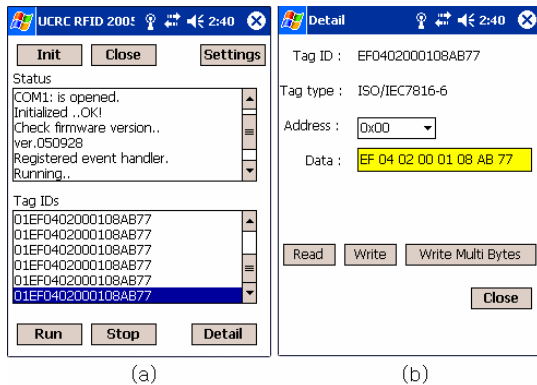 UCRC RFID 2005 2:40
Init Close Settings
Status
COM1: is opened.
Initialized ..OK!
Check firmware version..
ver.050928
Registered event handler.
Running..
Tag IDs
01EF0402000108AB77
01EF0402000108AB77
01EF0402000108AB77
01EF0402000108AB77
01EF0402000108AB77
01EF0402000108AB77
Run Stop Detail
(a)
Detail 2:40
Tag ID : EF0402000108AB77
Tag type : ISO/IEC7816-6
Address : 0x00
Data : EF 04 02 00 01 08 AB 77
Read Write Write Multi Bytes
Close
(b)